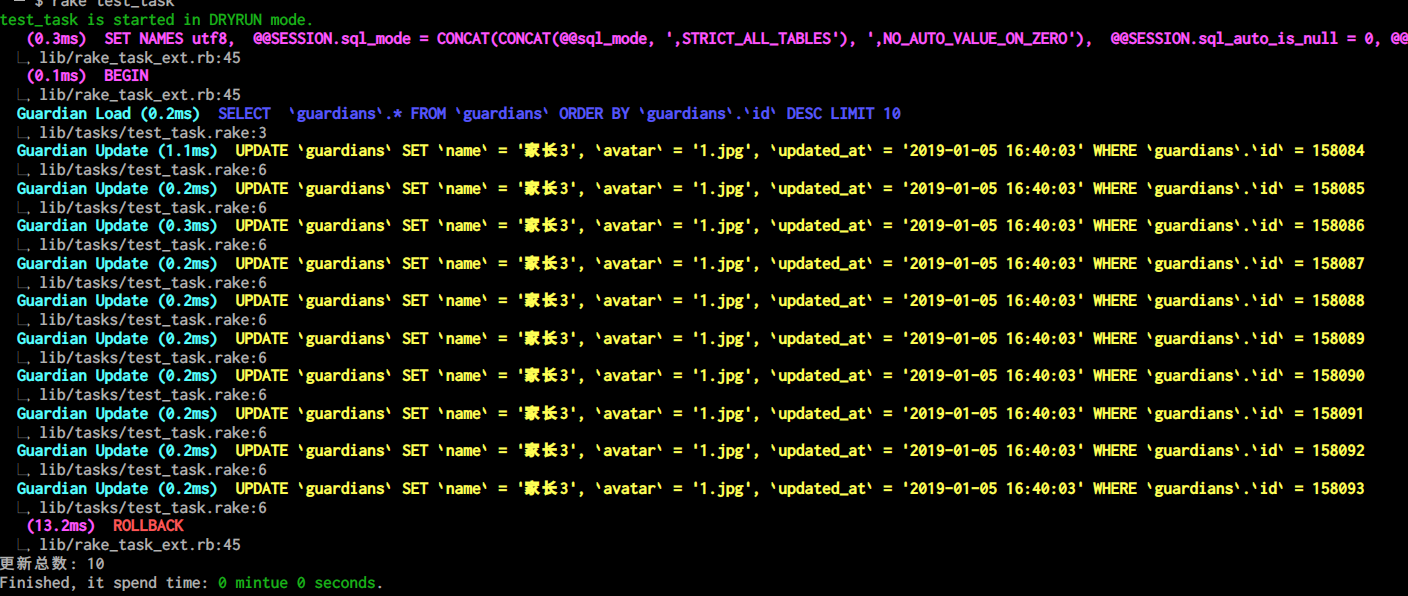 $ rake test_task
test_task is started in DRYRUN mode.
(0.3ms)  SET NAMES utf8,  @@SESSION.sql_mode = CONCAT(CONCAT(@@sql_mode, ',STRICT_ALL_TABLES'), ',NO_AUTO_VALUE_ON_ZERO'),  @@SESSION.sql_auto_is_null = 0, @@
↳ lib/rake_task_ext.rb:45
(0.1ms)  BEGIN
↳ lib/rake_task_ext.rb:45
Guardian Load (0.2ms)  SELECT  `guardians`.* FROM `guardians` ORDER BY `guardians`.`id` DESC LIMIT 10
↳ lib/tasks/test_task.rake:3
Guardian Update (1.1ms)  UPDATE `guardians` SET `name` = '家长3', `avatar` = '1.jpg', `updated_at` = '2019-01-05 16:40:03' WHERE `guardians`.`id` = 158084
↳ lib/tasks/test_task.rake:6
Guardian Update (0.2ms)  UPDATE `guardians` SET `name` = '家长3', `avatar` = '1.jpg', `updated_at` = '2019-01-05 16:40:03' WHERE `guardians`.`id` = 158085
↳ lib/tasks/test_task.rake:6
Guardian Update (0.3ms)  UPDATE `guardians` SET `name` = '家长3', `avatar` = '1.jpg', `updated_at` = '2019-01-05 16:40:03' WHERE `guardians`.`id` = 158086
↳ lib/tasks/test_task.rake:6
Guardian Update (0.2ms)  UPDATE `guardians` SET `name` = '家长3', `avatar` = '1.jpg', `updated_at` = '2019-01-05 16:40:03' WHERE `guardians`.`id` = 158087
↳ lib/tasks/test_task.rake:6
Guardian Update (0.2ms)  UPDATE `guardians` SET `name` = '家长3', `avatar` = '1.jpg', `updated_at` = '2019-01-05 16:40:03' WHERE `guardians`.`id` = 158088
↳ lib/tasks/test_task.rake:6
Guardian Update (0.2ms)  UPDATE `guardians` SET `name` = '家长3', `avatar` = '1.jpg', `updated_at` = '2019-01-05 16:40:03' WHERE `guardians`.`id` = 158089
↳ lib/tasks/test_task.rake:6
Guardian Update (0.2ms)  UPDATE `guardians` SET `name` = '家长3', `avatar` = '1.jpg', `updated_at` = '2019-01-05 16:40:03' WHERE `guardians`.`id` = 158090
↳ lib/tasks/test_task.rake:6
Guardian Update (0.2ms)  UPDATE `guardians` SET `name` = '家长3', `avatar` = '1.jpg', `updated_at` = '2019-01-05 16:40:03' WHERE `guardians`.`id` = 158091
↳ lib/tasks/test_task.rake:6
Guardian Update (0.2ms)  UPDATE `guardians` SET `name` = '家长3', `avatar` = '1.jpg', `updated_at` = '2019-01-05 16:40:03' WHERE `guardians`.`id` = 158092
↳ lib/tasks/test_task.rake:6
Guardian Update (0.2ms)  UPDATE `guardians` SET `name` = '家长3', `avatar` = '1.jpg', `updated_at` = '2019-01-05 16:40:03' WHERE `guardians`.`id` = 158093
↳ lib/tasks/test_task.rake:6
(13.2ms)  ROLLBACK
↳ lib/rake_task_ext.rb:45
更新总数: 10
Finished, it spend time: 0 mintue 0 seconds.